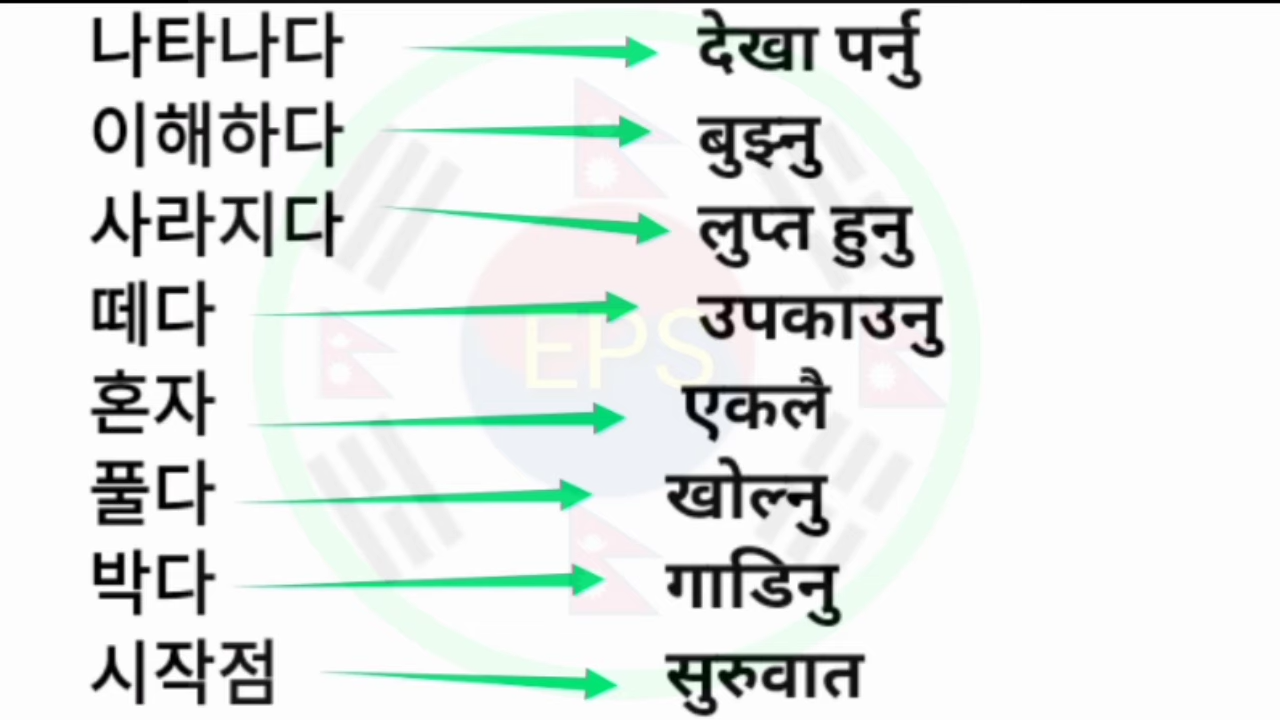 나타나다 देखा पर्नु
이해하다 बुझ्नु
사라지다 लुप्त हुनु
떼다 उपकाउनु
혼자 एकलै
풀다 खोल्नु
박다 गाडिनु
시작점 सुरुवात
EPS